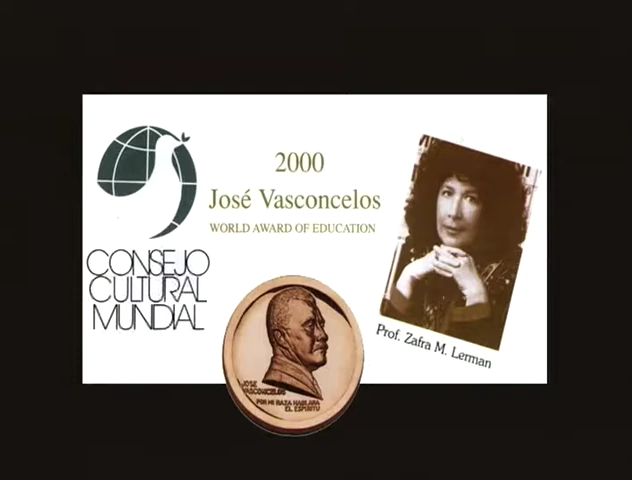 2000
José Vasconcelos
WORLD AWARD OF EDUCATION
CONSEJO
CULTURAL
MUNDIAL
Prof. Zafra M. Lerman
JOSE
VASCONCELOS
POR MI RAZA HABLARA
EL ESPIRITU